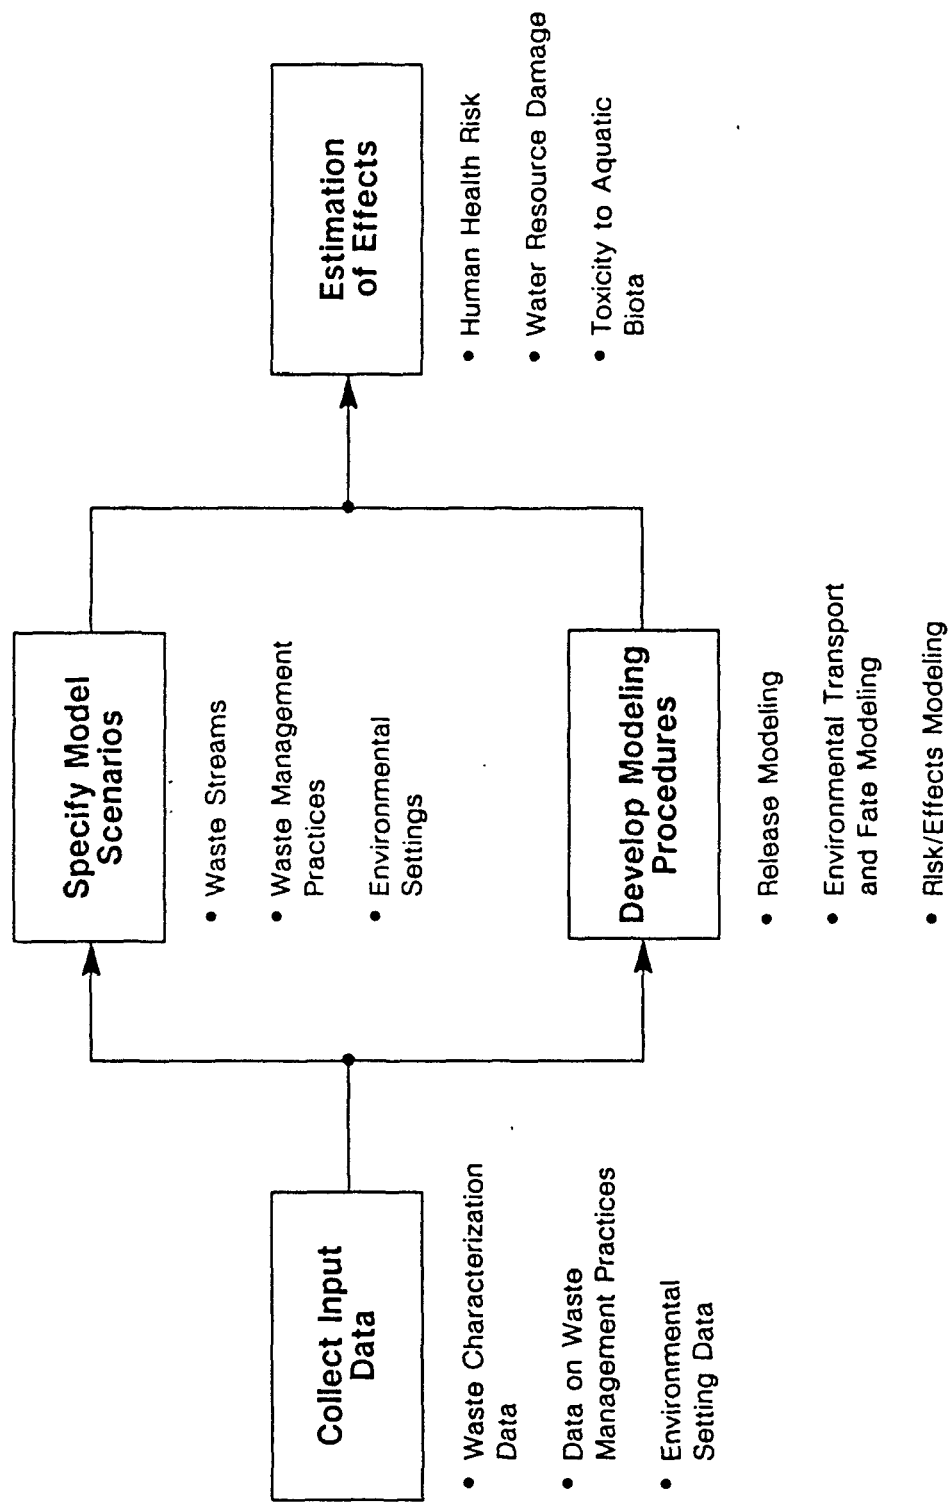 Collect Input
Data
• Waste Characterization
Data
• Data on Waste
Management Practices
• Environmental
Setting Data
Specify Model
Scenarios
• Waste Streams
• Waste Management
Practices
• Environmental
Settings
Develop Modeling
Procedures
• Release Modeling
• Environmental Transport
and Fate Modeling
• Risk/Effects Modeling
Estimation
of Effects
• Human Health Risk
• Water Resource Damage
• Toxicity to Aquatic
Biota